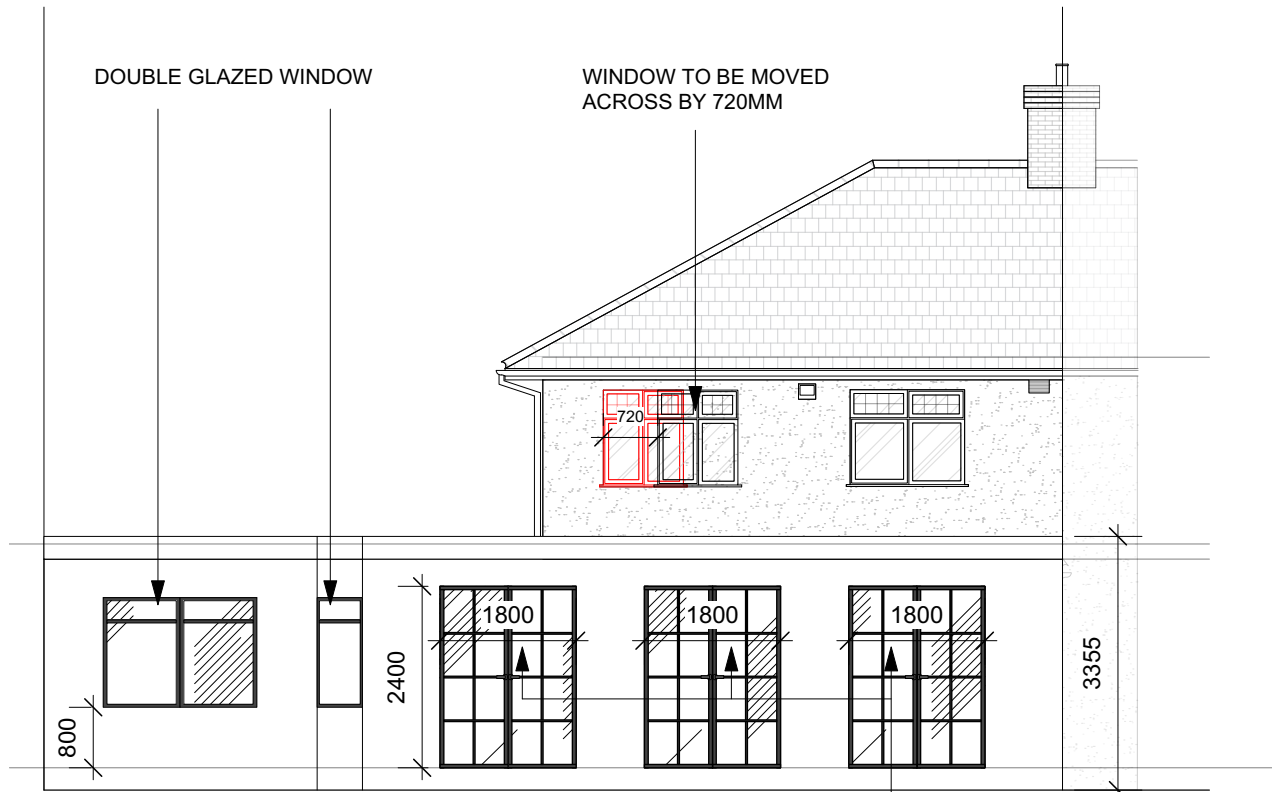 DOUBLE GLAZED WINDOW
WINDOW TO BE MOVED
ACROSS BY 720MM
720
1800
1800
1800
2400
3355
800